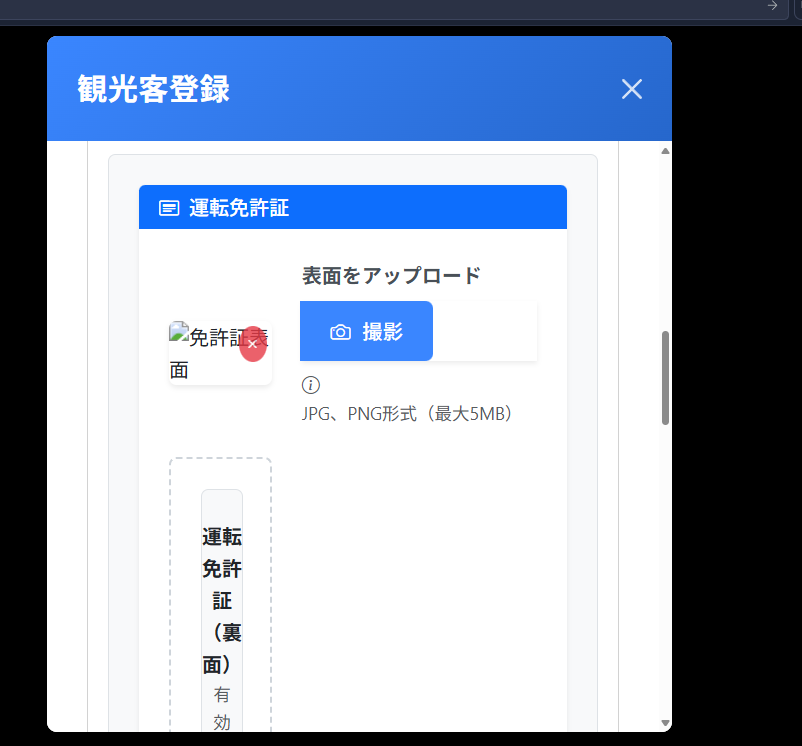 観光客登録
運転免許証
表面をアップロード
撮影
免許証表
面
JPG、PNG形式（最大5MB）
運転
免許
証
（裏
面）
有
効